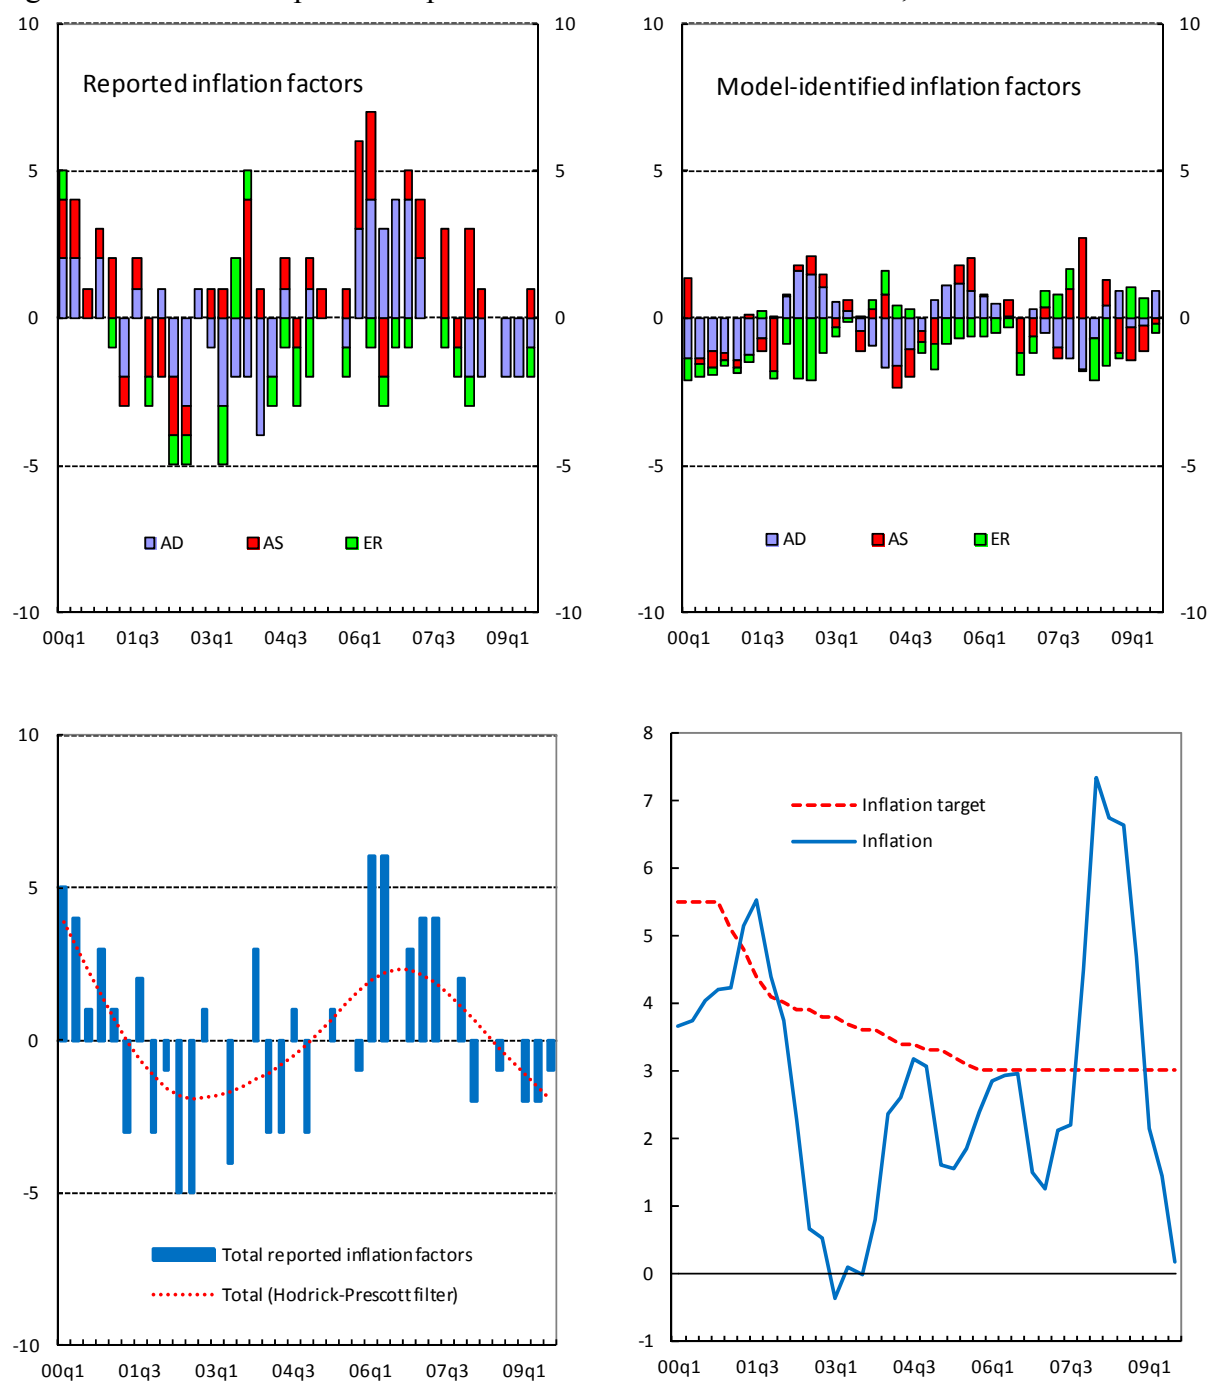 10 10 10 10
Reported inflation factors
Model-identified inflation factors
5 5 5 5
0 0 0 0
-5 -5 -5 -5
AD AS ER AD AS ER
-10 -10 -10 -10
00q1 01q3 03q1 04q3 06q1 07q3 09q1 00q1 01q3 03q1 04q3 06q1 07q3 09q1
10
5
0
-5
Total reported inflation factors
Total (Hodrick-Prescott filter)
-10
00q1 01q3 03q1 04q3 06q1 07q3 09q1
8
7
Inflation target
Inflation
6
5
4
3
2
1
0
-1
00q1 01q3 03q1 04q3 06q1 07q3 09q1